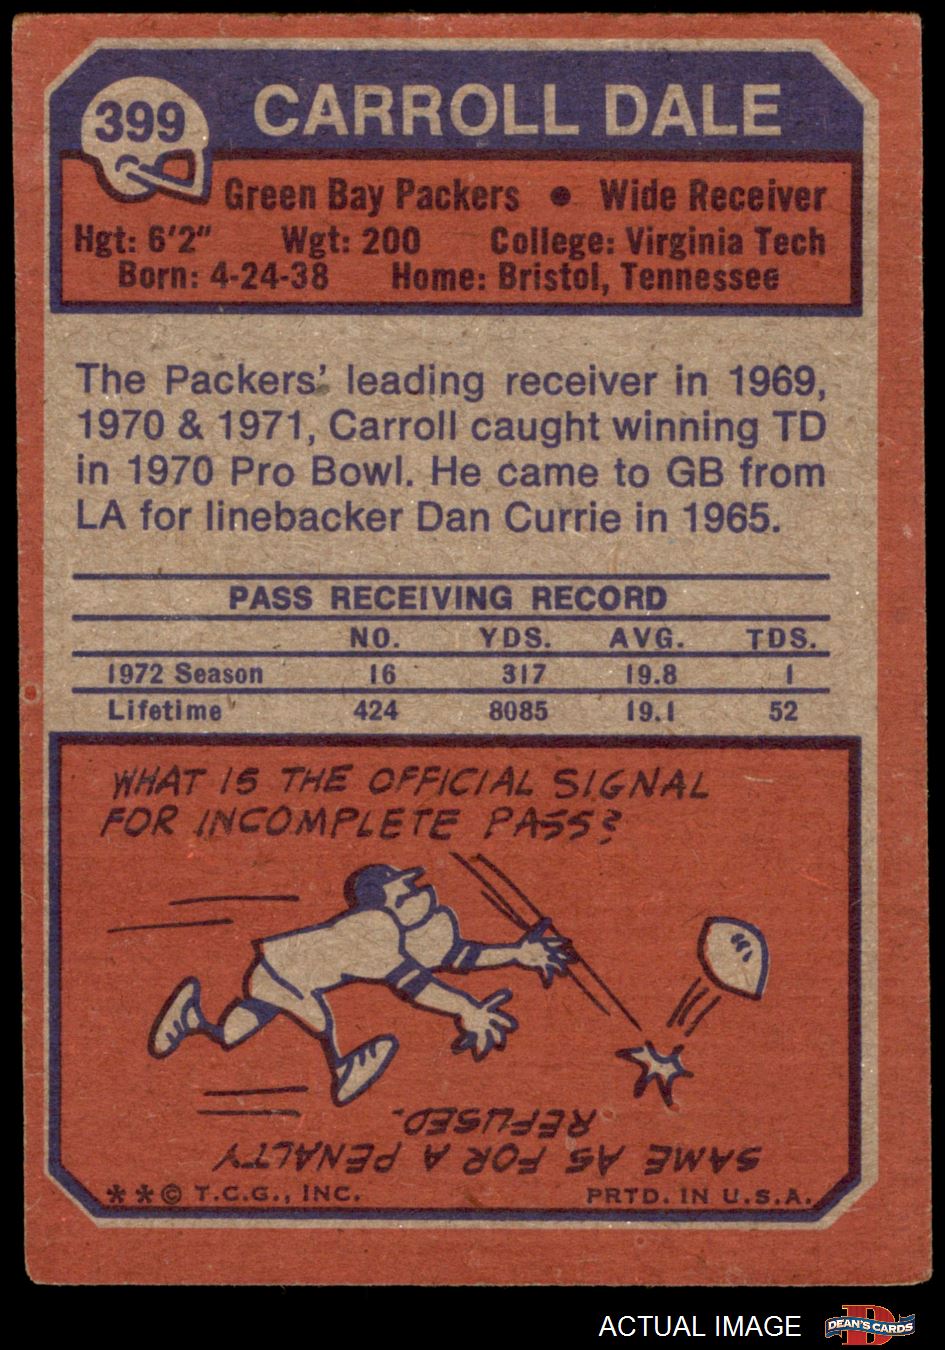 399
CARROLL DALE
Green Bay Packers • Wide Receiver
Hgt: 6'2" Wgt: 200 College: Virginia Tech
Born: 4-24-38 Home: Bristol, Tennessee
The Packers' leading receiver in 1969,
1970 & 1971, Carroll caught winning TD
in 1970 Pro Bowl. He came to GB from
LA for linebacker Dan Currie in 1965.
PASS RECEIVING RECORD
NO. YDS. AVG. TDS.
1972 Season 16 317 19.8 1
Lifetime 424 8085 19.1 52
WHAT IS THE OFFICIAL SIGNAL
FOR INCOMPLETE PASS?
SAME AS FOR A PENALTY
REFUSED.
**© T.C.G., INC. PRTD. IN U.S.A.
ACTUAL IMAGE
D
DEAN'S CARDS